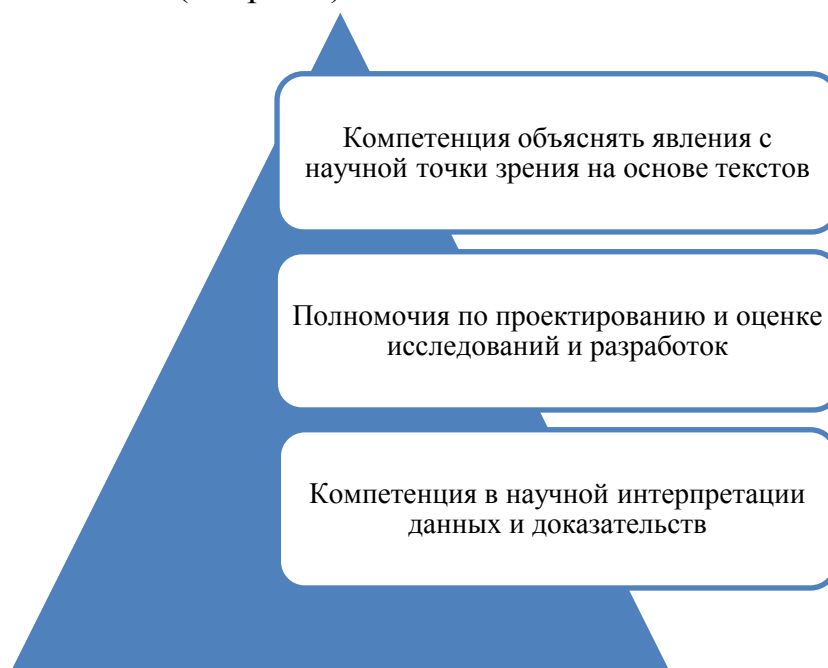 Компетенция объяснять явления с
научной точки зрения на основе текстов
Полномочия по проектированию и оценке
исследований и разработок
Компетенция в научной интерпретации
данных и доказательств